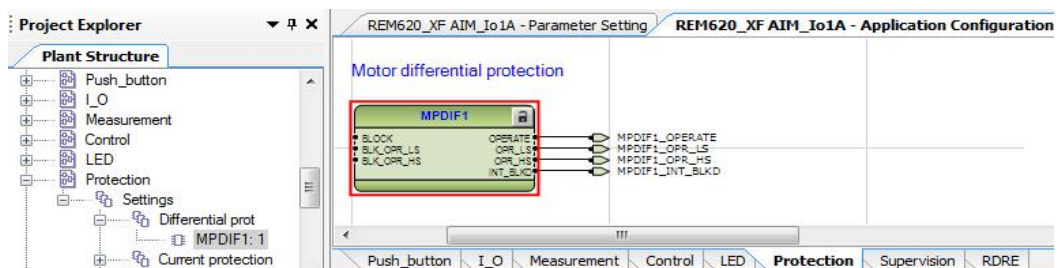 Project Explorer
REM620_XF AIM_Io1A - Parameter Setting
REM620_XF AIM_Io1A - Application Configuration
Plant Structure
Push_button
I_O
Measurement
Control
LED
Protection
Settings
Differential prot
MPDIF1: 1
Current protection
Motor differential protection
MPDIF1
BLOCK OPERATE MPDIF1_OPERATE
BLK_OPR_LS OPR_LS MPDIF1_OPR_LS
BLK_OPR_HS OPR_HS MPDIF1_OPR_HS
INT_BLKD MPDIF1_INT_BLKD
Push_button I_O Measurement Control LED Protection Supervision RDRE